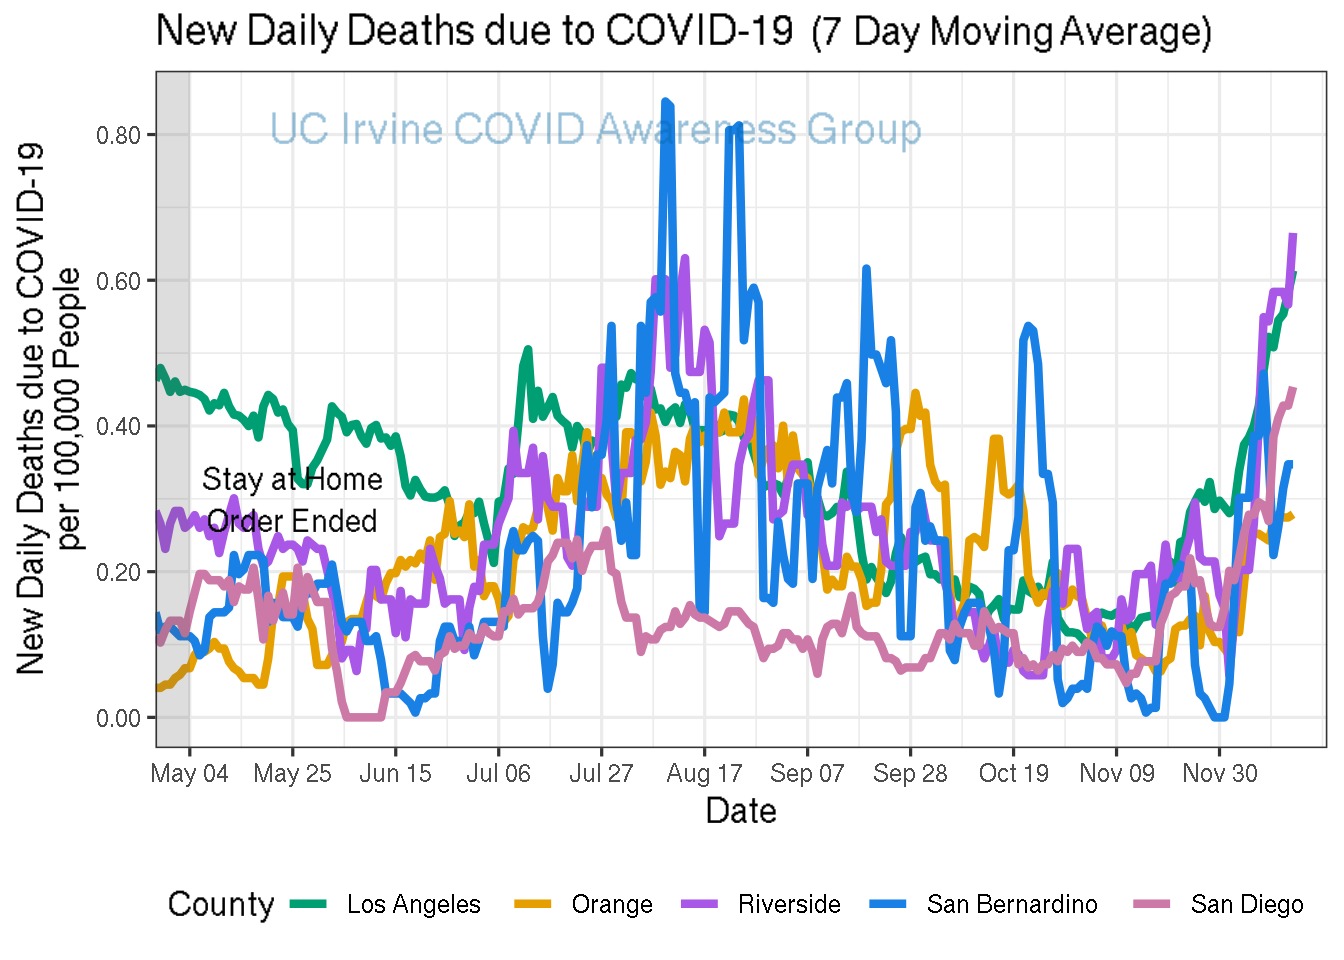 New Daily Deaths due to COVID-19 (7 Day Moving Average)
UC Irvine COVID Awareness Group
New Daily Deaths due to COVID-19
per 100,000 People
0.80
0.60
0.40
0.20
0.00
Stay at Home
Order Ended
May 04 May 25 Jun 15 Jul 06 Jul 27 Aug 17 Sep 07 Sep 28 Oct 19 Nov 09 Nov 30
Date
County Los Angeles Orange Riverside San Bernardino San Diego